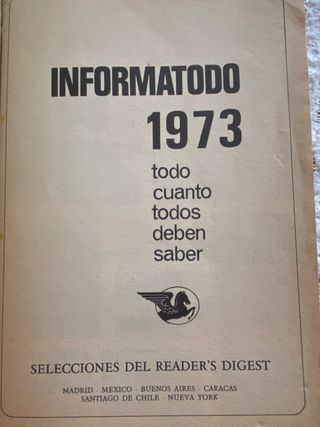 INFORMATODO
1973
todo
cuanto
todos
deben
saber
SELECCIONES DEL READER'S DIGEST
MADRID - MEXICO - BUENOS AIRES - CARACAS
SANTIAGO DE CHILE - NUEVA YORK